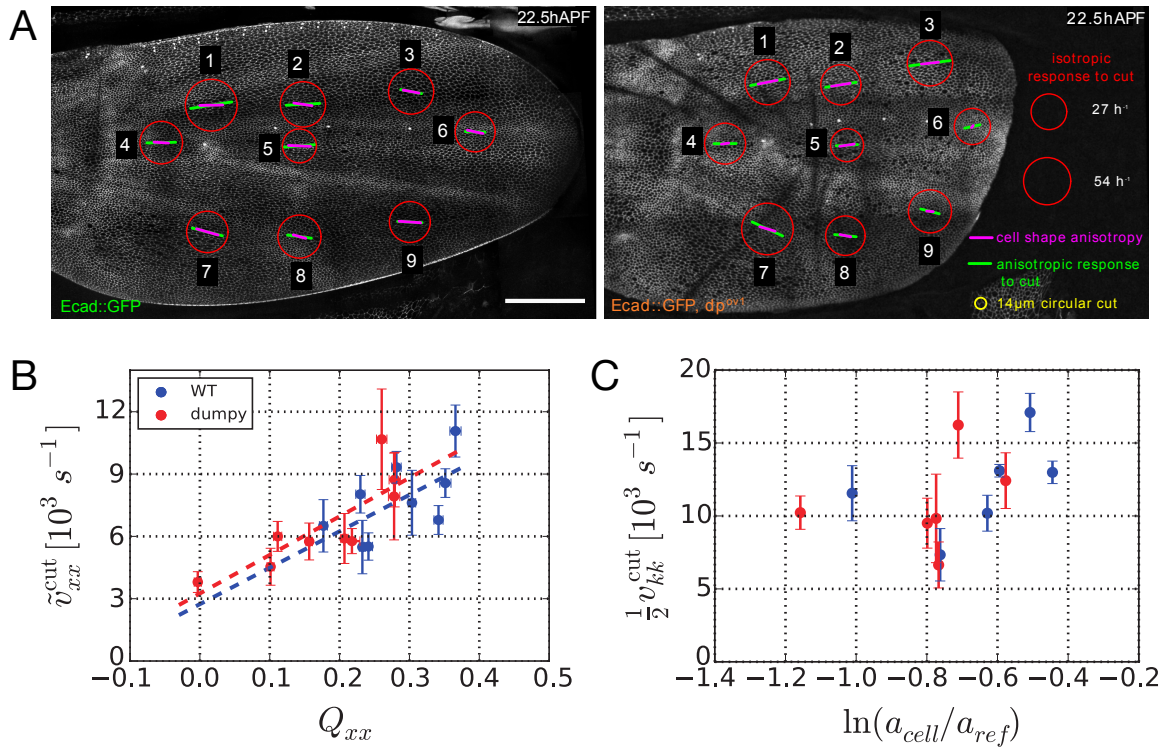 A
22.5hAPF
1
2
3
4
5
6
7
8
9
Ecad::GFP
22.5hAPF
1
2
3
4
5
6
7
8
9
isotropic
response to cut
27 h⁻¹
54 h⁻¹
cell shape anisotropy
anisotropic response
to cut
14µm circular cut
Ecad::GFP, dpᵒᵛ¹
B
WT
dumpy
12
9
6
3
0
−0.1
0.0
0.1
0.2
0.3
0.4
0.5
ṽ_xx^cut [10³ s⁻¹]
Q_xx
C
20
15
10
5
0
−1.4
−1.2
−1.0
−0.8
−0.6
−0.4
−0.2
½ v_kk^cut [10³ s⁻¹]
ln(a_cell/a_ref)